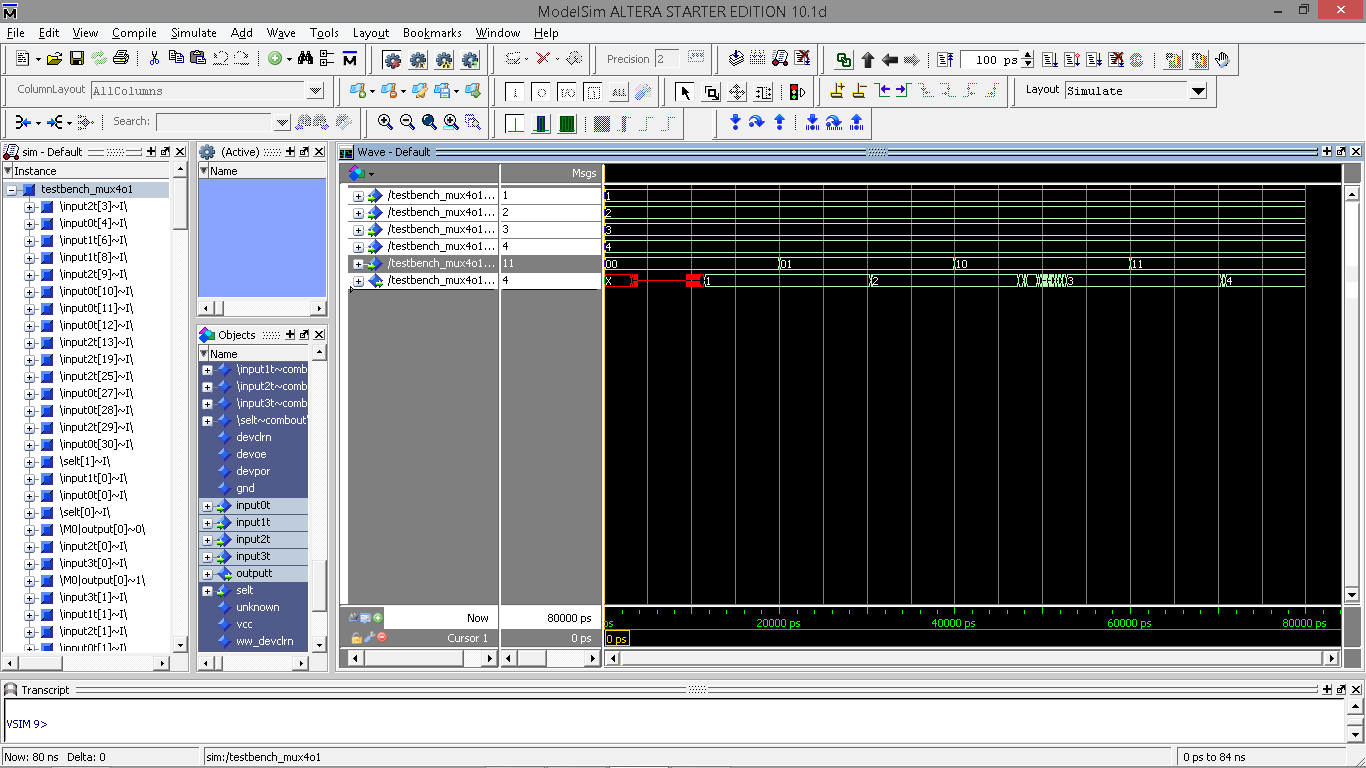 ModelSim ALTERA STARTER EDITION 10.1d
File Edit View Compile Simulate Add Wave Tools Layout Bookmarks Window Help
Precision 2
100 ps
ColumnLayout AllColumns
ALL
Layout Simulate
Search:
sim - Default
Instance
testbench_mux4o1
\input2t[3]~I\
\input0t[4]~I\
\input1t[6]~I\
\input1t[8]~I\
\input2t[9]~I\
\input0t[10]~I\
\input0t[11]~I\
\input0t[12]~I\
\input2t[13]~I\
\input2t[19]~I\
\input2t[25]~I\
\input0t[27]~I\
\input0t[28]~I\
\input2t[29]~I\
\input0t[30]~I\
\selt[1]~I\
\input1t[0]~I\
\input0t[0]~I\
\selt[0]~I\
\M0|output[0]~0\
\input2t[0]~I\
\input3t[0]~I\
\M0|output[0]~1\
\input3t[1]~I\
\input1t[1]~I\
\input2t[1]~I\
\input0t[1]~I\
(Active)
Name
Objects
Name
\input1t~comb
\input2t~comb
\input3t~comb
\selt~combout'
devclrn
devoe
devpor
gnd
input0t
input1t
input2t
input3t
outputt
selt
unknown
vcc
ww_devclrn
Wave - Default
Msgs
/testbench_mux4o1... 1 1
/testbench_mux4o1... 2 2
/testbench_mux4o1... 3 3
/testbench_mux4o1... 4 4
/testbench_mux4o1... 11 00 01 10 11
/testbench_mux4o1... 4 X 1 2 3 4
Now 80000 ps ps 20000 ps 40000 ps 60000 ps 80000 ps
Cursor 1 0 ps 0 ps
Transcript
VSIM 9>
Now: 80 ns Delta: 0 sim:/testbench_mux4o1 0 ps to 84 ns